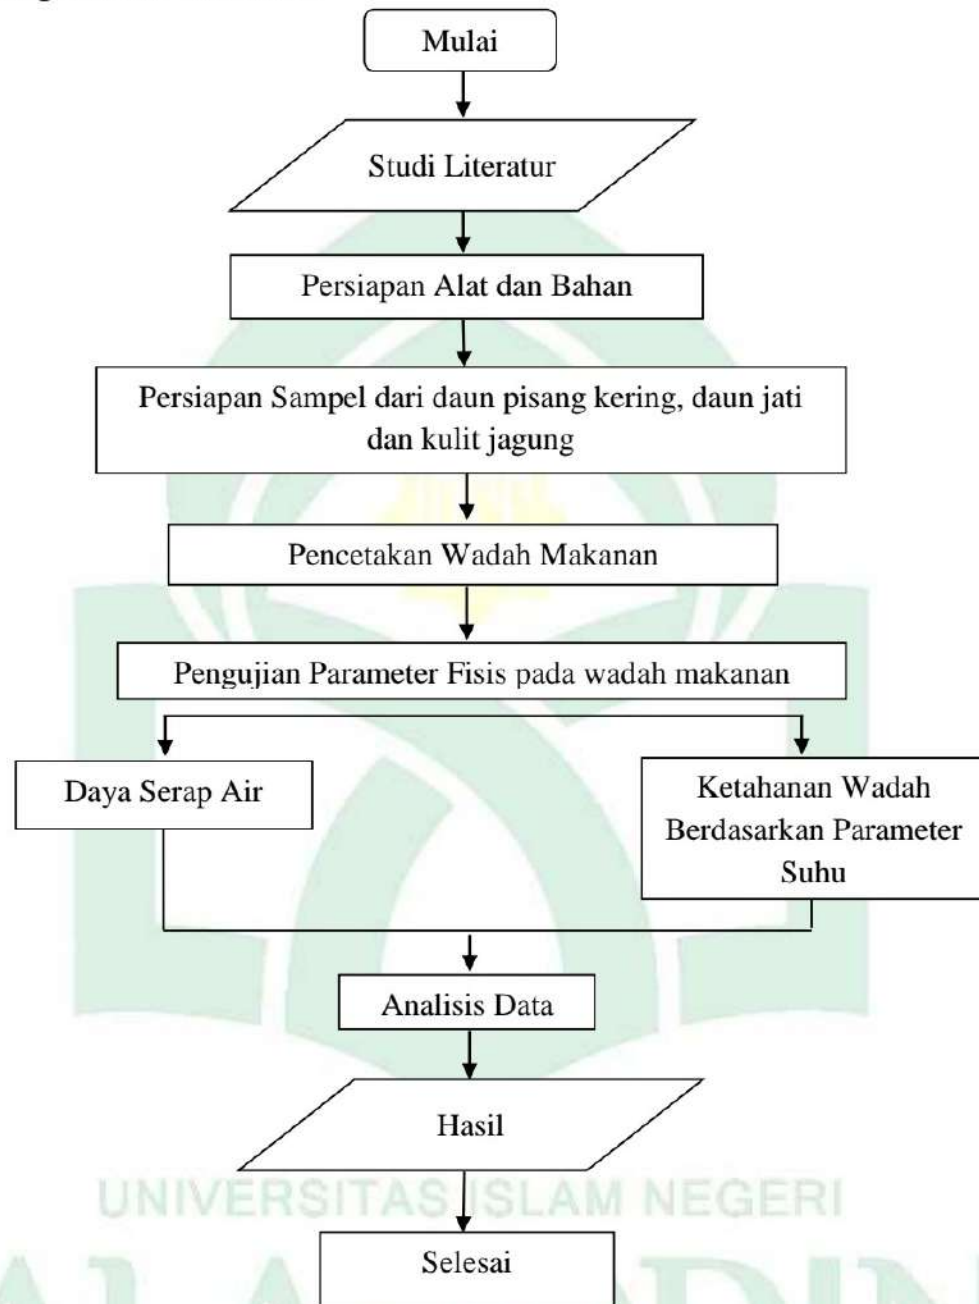 Mulai
Studi Literatur
Persiapan Alat dan Bahan
Persiapan Sampel dari daun pisang kering, daun jati
dan kulit jagung
Pencetakan Wadah Makanan
Pengujian Parameter Fisis pada wadah makanan
Daya Serap Air
Ketahanan Wadah
Berdasarkan Parameter
Suhu
Analisis Data
Hasil
UNIVERSITAS ISLAM NEGERI
Selesai